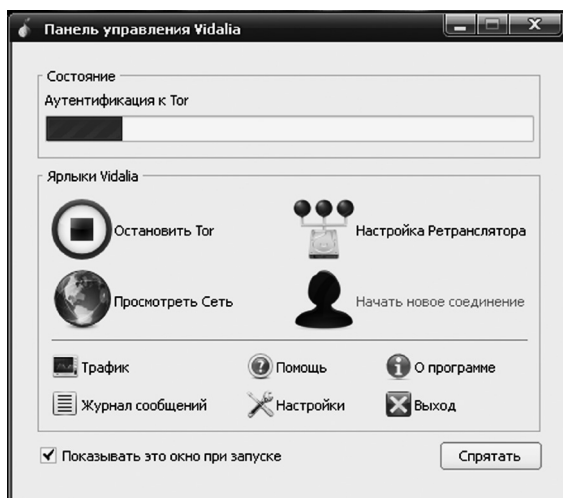 Панель управления Vidalia
Состояние
Аутентификация к Tor
Ярлыки Vidalia
Остановить Tor
Настройка Ретранслятора
Просмотреть Сеть
Начать новое соединение
Трафик
Помощь
О программе
Журнал сообщений
Настройки
Выход
Показывать это окно при запуске
Спрятать